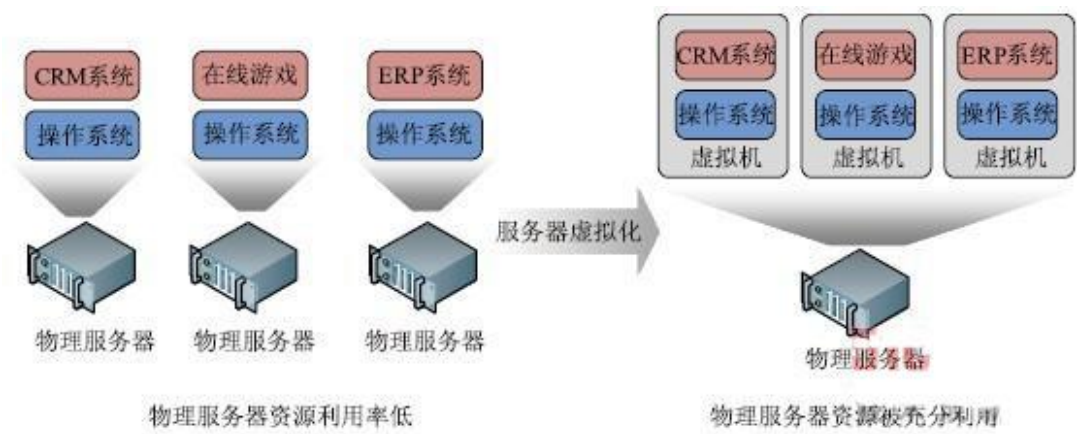 CRM系统
在线游戏
ERP系统
操作系统
操作系统
操作系统
物理服务器
物理服务器
物理服务器
物理服务器资源利用率低
服务器虚拟化
CRM系统
在线游戏
ERP系统
操作系统
操作系统
操作系统
虚拟机
虚拟机
虚拟机
物理服务器
物理服务器资源被充分利用